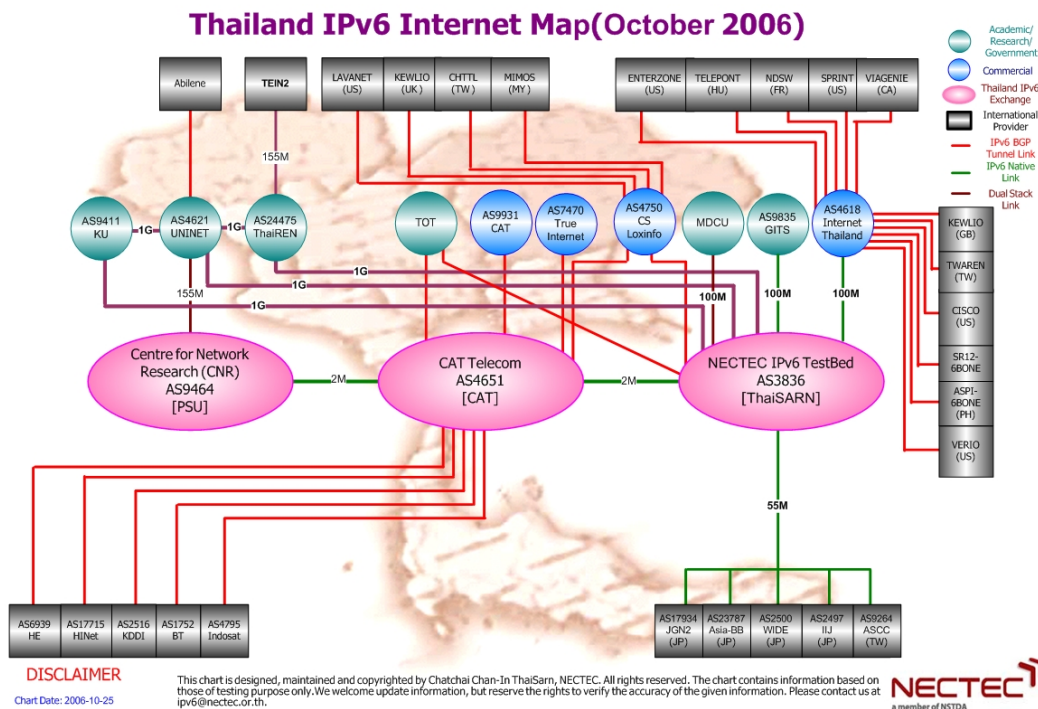 Thailand IPv6 Internet Map(October 2006)
Academic/
Research/
Government
Commercial
Thailand IPv6
Exchange
International
Provider
IPv6 BGP
Tunnel Link
IPv6 Native
Link
Dual Stack
Link
Abilene
TEIN2
LAVANET
(US)
KEWLIO
(UK)
CHTTL
(TW)
MIMOS
(MY)
ENTERZONE
(US)
TELEPONT
(HU)
NDSW
(FR)
SPRINT
(US)
VIAGENIE
(CA)
155M
AS9411
KU
1G
AS4621
UNINET
1G
AS24475
ThaiREN
TOT
AS9931
CAT
AS7470
True
Internet
AS4750
CS
Loxinfo
MDCU
AS9835
GITS
AS4618
Internet
Thailand
KEWLIO
(GB)
TWAREN
(TW)
CISCO
(US)
SR12-
6BONE
ASPI-
6BONE
(PH)
VERIO
(US)
1G
1G
1G
155M
100M
100M
100M
Centre for Network
Research (CNR)
AS9464
[PSU]
2M
CAT Telecom
AS4651
[CAT]
2M
NECTEC IPv6 TestBed
AS3836
[ThaiSARN]
55M
AS6939
HE
AS17715
HINet
AS2516
KDDI
AS1752
BT
AS4795
Indosat
AS17934
JGN2
(JP)
AS23787
Asia-BB
(JP)
AS2500
WIDE
(JP)
AS2497
IIJ
(JP)
AS9264
ASCC
(TW)
DISCLAIMER
Chart Date: 2006-10-25
This chart is designed, maintained and copyrighted by Chatchai Chan-In ThaiSarn, NECTEC. All rights reserved. The chart contains information based on
those of testing purpose only.We welcome update information, but reserve the rights to verify the accuracy of the given information. Please contact us at
ipv6@nectec.or.th.
NECTEC
a member of NSTDA